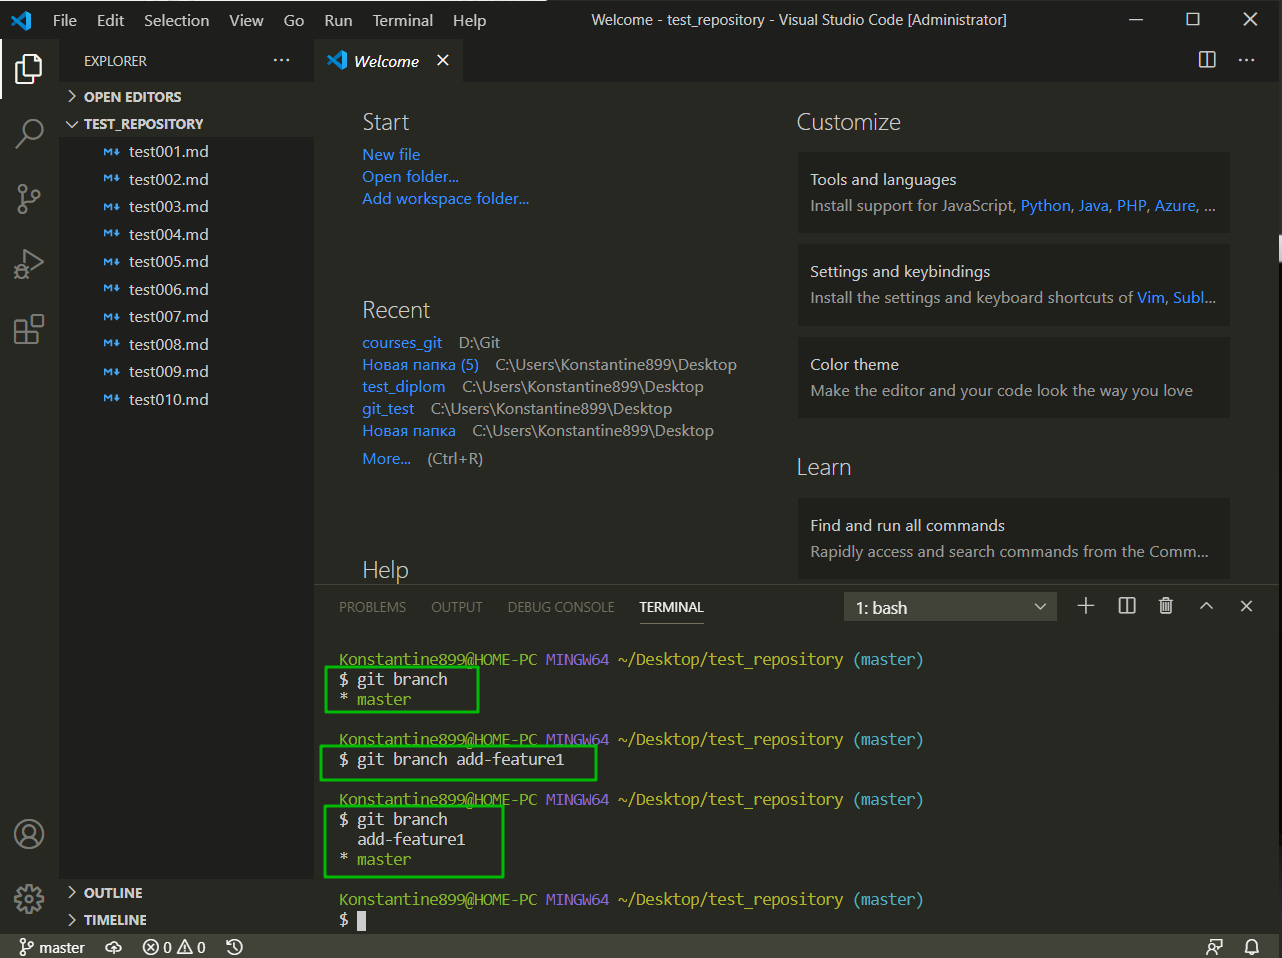 File Edit Selection View Go Run Terminal Help
Welcome - test_repository - Visual Studio Code [Administrator]
EXPLORER
Welcome
OPEN EDITORS
TEST_REPOSITORY
test001.md
test002.md
test003.md
test004.md
test005.md
test006.md
test007.md
test008.md
test009.md
test010.md
OUTLINE
TIMELINE
Start
New file
Open folder...
Add workspace folder...
Recent
courses_git D:\Git
Новая папка (5) C:\Users\Konstantine899\Desktop
test_diplom C:\Users\Konstantine899\Desktop
git_test C:\Users\Konstantine899\Desktop
Новая папка C:\Users\Konstantine899\Desktop
More... (Ctrl+R)
Help
Customize
Tools and languages
Install support for JavaScript, Python, Java, PHP, Azure, ...
Settings and keybindings
Install the settings and keyboard shortcuts of Vim, Subl...
Color theme
Make the editor and your code look the way you love
Learn
Find and run all commands
Rapidly access and search commands from the Comm...
PROBLEMS OUTPUT DEBUG CONSOLE TERMINAL
1: bash
Konstantine899@HOME-PC MINGW64 ~/Desktop/test_repository (master)
$ git branch
* master
Konstantine899@HOME-PC MINGW64 ~/Desktop/test_repository (master)
$ git branch add-feature1
Konstantine899@HOME-PC MINGW64 ~/Desktop/test_repository (master)
$ git branch
add-feature1
* master
Konstantine899@HOME-PC MINGW64 ~/Desktop/test_repository (master)
$
master 0 0